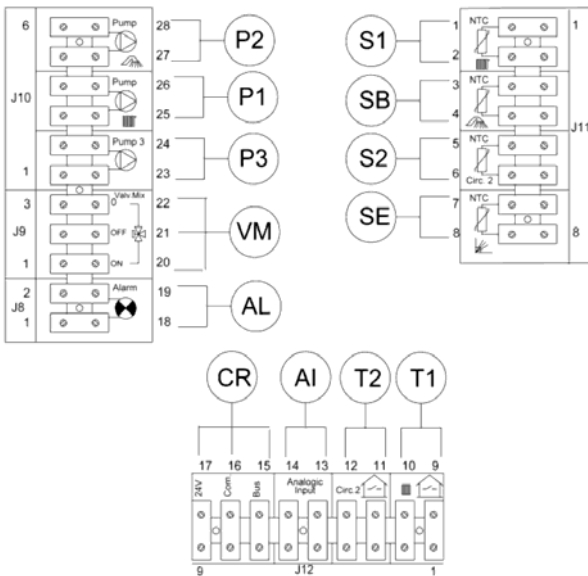 6
Pump
28
27
P2
J10
Pump
26
25
P1
1
Pump 3
24
23
P3
3
0
Valv.Mix
22
J9
OFF
21
VM
1
ON
20
2
Alarm
19
AL
J8
1
18
S1
1
NTC
1
2
SB
3
NTC
4
J11
S2
5
NTC
6
Circ. 2
SE
7
NTC
8
8
CR
AI
T2
T1
17 16 15 14 13 12 11 10 9
24V
Com.
Bus
Analogic
Input
Circ.2
9
J12
1